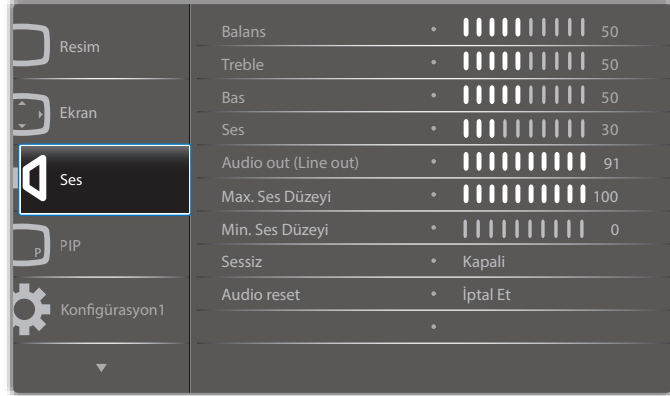 Resim
Ekran
Ses
P
PIP
Konfigürasyon1
Balans • 50
Treble • 50
Bas • 50
Ses • 30
Audio out (Line out) • 91
Max. Ses Düzeyi • 100
Min. Ses Düzeyi • 0
Sessiz • Kapali
Audio reset • İptal Et
•